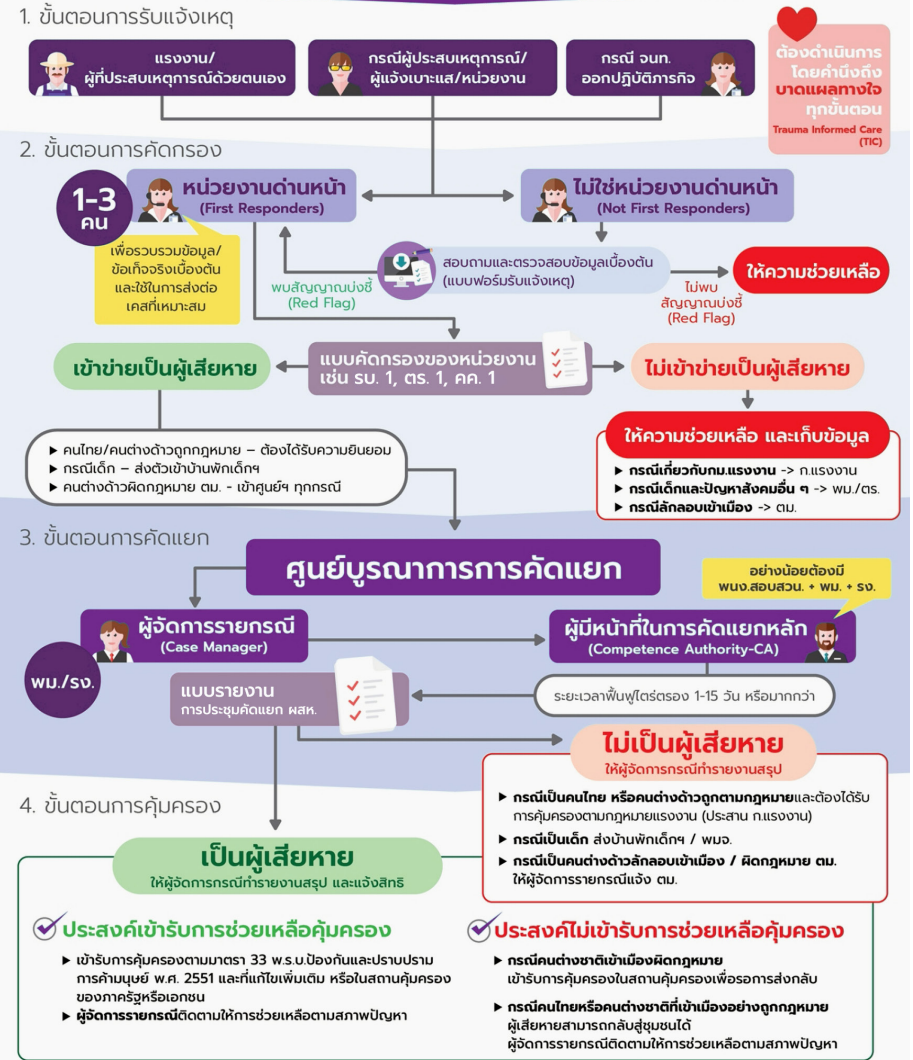 1. ขั้นตอนการรับแจ้งเหตุ
แรงงาน/
ผู้ที่ประสบเหตุการณ์ด้วยตนเอง
กรณีผู้ประสบเหตุการณ์/
ผู้แจ้งเบาะแส/หน่วยงาน
กรณี จนท.
ออกปฏิบัติภารกิจ
ต้องดำเนินการ
โดยคำนึงถึง
บาดแผลทางใจ
ทุกขั้นตอน
Trauma Informed Care
(TIC)
2. ขั้นตอนการคัดกรอง
1-3
คน
หน่วยงานด่านหน้า
(First Responders)
ไม่ใช่หน่วยงานด่านหน้า
(Not First Responders)
เพื่อรวบรวมข้อมูล/
ข้อเท็จจริงเบื้องต้น
และใช้ในการส่งต่อ
เคสที่เหมาะสม
พบสัญญาณบ่งชี้
(Red Flag)
สอบถามและตรวจสอบข้อมูลเบื้องต้น
(แบบฟอร์มรับแจ้งเหตุ)
ไม่พบ
สัญญาณบ่งชี้
(Red Flag)
ให้ความช่วยเหลือ
เข้าข่ายเป็นผู้เสียหาย
แบบคัดกรองของหน่วยงาน
เช่น รบ. 1, ตร. 1, คค. 1
ไม่เข้าข่ายเป็นผู้เสียหาย
▶ คนไทย/คนต่างด้าวถูกกฎหมาย – ต้องได้รับความยินยอม
▶ กรณีเด็ก – ส่งตัวเข้าบ้านพักเด็กฯ
▶ คนต่างด้าวผิดกฎหมาย ตม. - เข้าศูนย์ฯ ทุกกรณี
ให้ความช่วยเหลือ และเก็บข้อมูล
▶ กรณีเกี่ยวกับกม.แรงงาน -> ก.แรงงาน
▶ กรณีเด็กและปัญหาสังคมอื่น ๆ -> พม./ตร.
▶ กรณีลักลอบเข้าเมือง -> ตม.
3. ขั้นตอนการคัดแยก
ศูนย์บูรณาการการคัดแยก
อย่างน้อยต้องมี
พนง.สอบสวน. + พม. + รง.
พม./รง.
ผู้จัดการรายกรณี
(Case Manager)
ผู้มีหน้าที่ในการคัดแยกหลัก
(Competence Authority-CA)
แบบรายงาน
การประชุมคัดแยก ผสห.
ระยะเวลาฟื้นฟูไตร่ตรอง 1-15 วัน หรือมากกว่า
ไม่เป็นผู้เสียหาย
ให้ผู้จัดการกรณีทำรายงานสรุป
▶ กรณีเป็นคนไทย หรือคนต่างด้าวถูกตามกฎหมายและต้องได้รับ
การคุ้มครองตามกฎหมายแรงงาน (ประสาน ก.แรงงาน)
▶ กรณีเป็นเด็ก ส่งบ้านพักเด็กฯ / พมจ.
▶ กรณีเป็นคนต่างด้าวลักลอบเข้าเมือง / ผิดกฎหมาย ตม.
ให้ผู้จัดการรายกรณีแจ้ง ตม.
4. ขั้นตอนการคุ้มครอง
เป็นผู้เสียหาย
ให้ผู้จัดการกรณีทำรายงานสรุป และแจ้งสิทธิ
ประสงค์เข้ารับการช่วยเหลือคุ้มครอง
▶ เข้ารับการคุ้มครองตามมาตรา 33 พ.ร.บ.ป้องกันและปราบปราม
การค้ามนุษย์ พ.ศ. 2551 และที่แก้ไขเพิ่มเติม หรือในสถานคุ้มครอง
ของภาครัฐหรือเอกชน
▶ ผู้จัดการรายกรณีติดตามให้การช่วยเหลือตามสภาพปัญหา
ประสงค์ไม่เข้ารับการช่วยเหลือคุ้มครอง
▶ กรณีคนต่างชาติเข้าเมืองผิดกฎหมาย
เข้ารับการคุ้มครองในสถานคุ้มครองเพื่อรอการส่งกลับ
▶ กรณีคนไทยหรือคนต่างชาติที่เข้าเมืองอย่างถูกกฎหมาย
ผู้เสียหายสามารถกลับสู่ชุมชนได้
ผู้จัดการรายกรณีติดตามให้การช่วยเหลือตามสภาพปัญหา